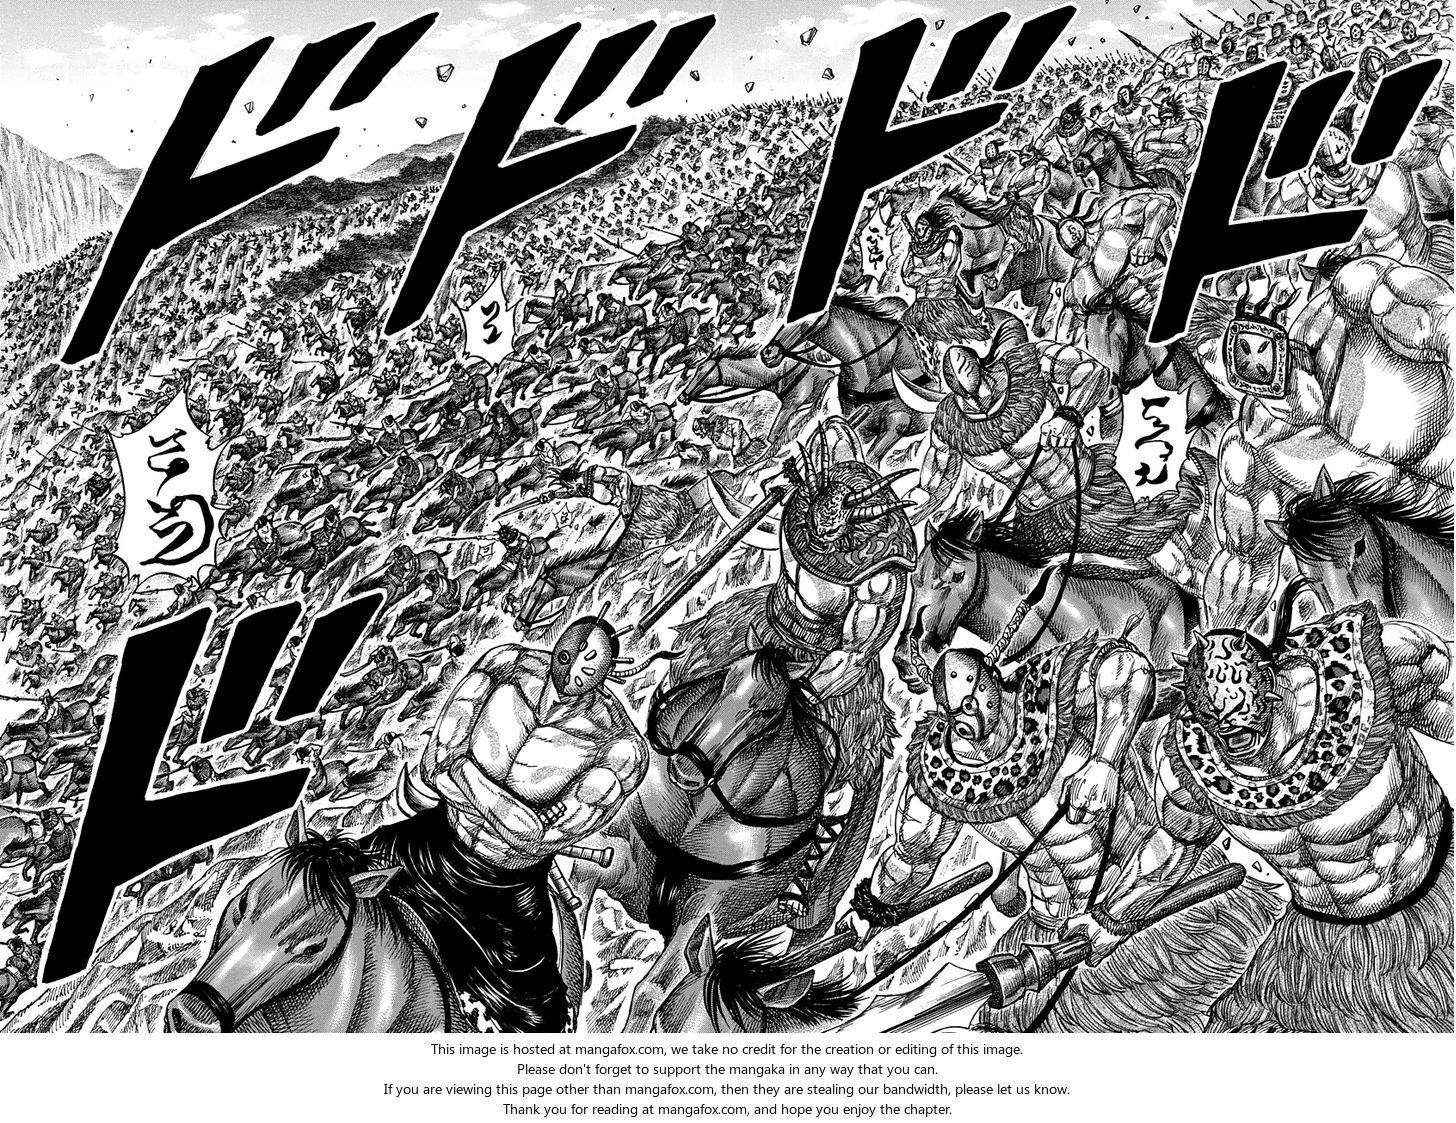 ド
ド
ド
ド
ド
This image is hosted at mangafox.com, we take no credit for the creation or editing of this image.
Please don't forget to support the mangaka in any way that you can.
If you are viewing this page other than mangafox.com, then they are stealing our bandwidth, please let us know.
Thank you for reading at mangafox.com, and hope you enjoy the chapter.